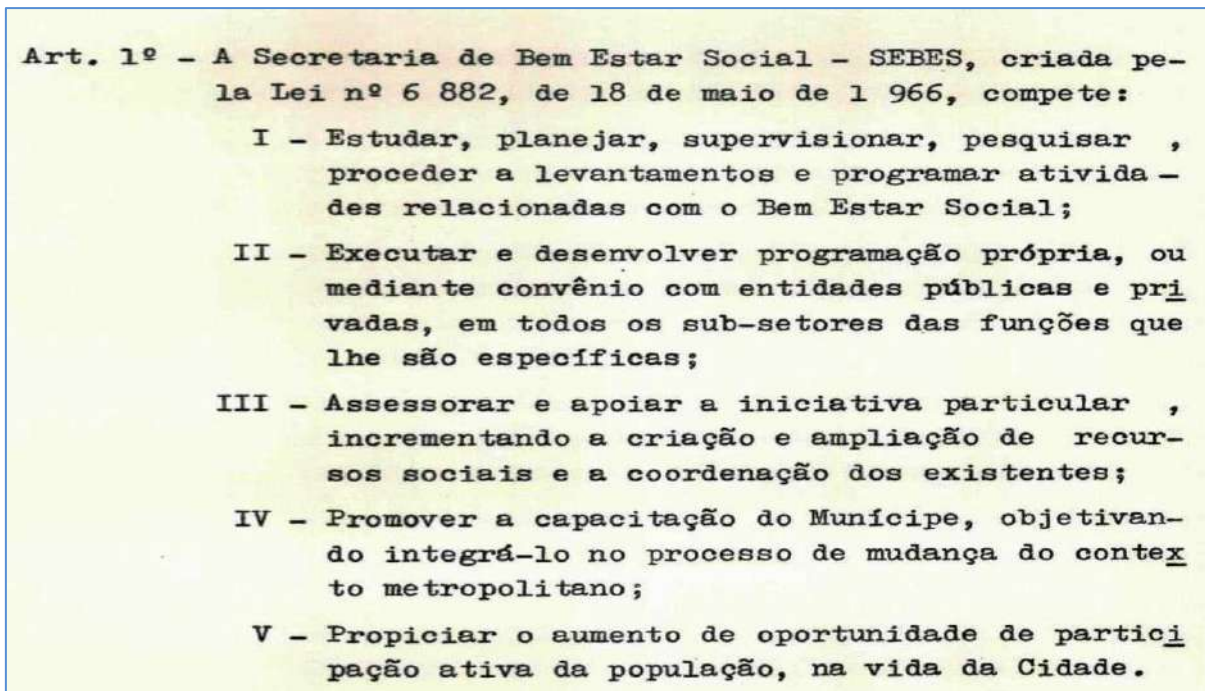 Art. 1º - A Secretaria de Bem Estar Social - SEBES, criada pe-
la Lei nº 6 882, de 18 de maio de 1 966, compete:
I - Estudar, planejar, supervisionar, pesquisar ,
proceder a levantamentos e programar ativida -
des relacionadas com o Bem Estar Social;
II - Executar e desenvolver programação própria, ou
mediante convênio com entidades públicas e pri
vadas, em todos os sub-setores das funções que
lhe são específicas;
III - Assessorar e apoiar a iniciativa particular ,
incrementando a criação e ampliação de recur-
sos sociais e a coordenação dos existentes;
IV - Promover a capacitação do Munícipe, objetivan-
do integrá-lo no processo de mudança do contex
to metropolitano;
V - Propiciar o aumento de oportunidade de partici
pação ativa da população, na vida da Cidade.